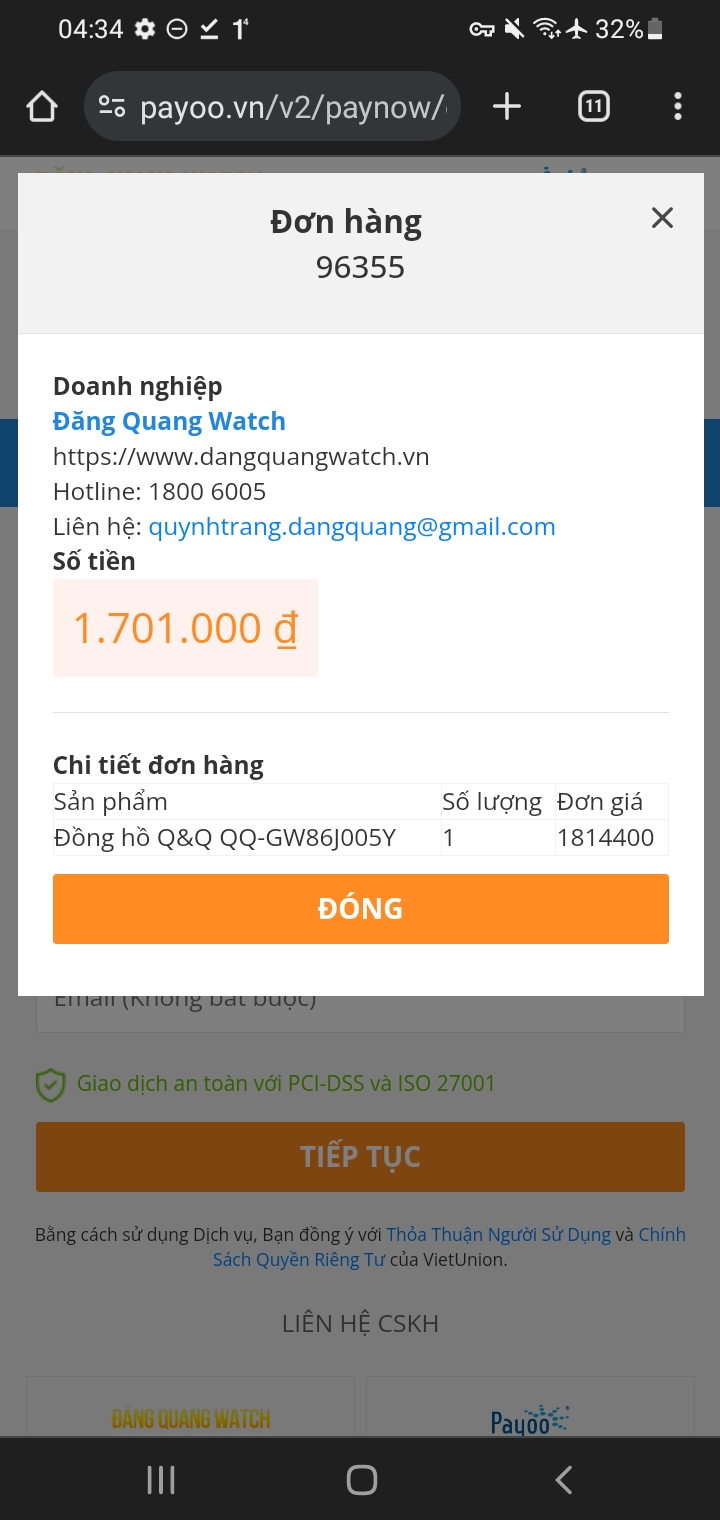 04:34
32%
payoo.vn/v2/paynow/
11
Đơn hàng
96355
Doanh nghiệp
Đăng Quang Watch
https://www.dangquangwatch.vn
Hotline: 1800 6005
Liên hệ: quynhtrang.dangquang@gmail.com
Số tiền
1.701.000 ₫
Chi tiết đơn hàng
Sản phẩm Số lượng Đơn giá
Đồng hồ Q&Q QQ-GW86J005Y 1 1814400
ĐÓNG
Email (Không bắt buộc)
Giao dịch an toàn với PCI-DSS và ISO 27001
TIẾP TỤC
Bằng cách sử dụng Dịch vụ, Bạn đồng ý với Thỏa Thuận Người Sử Dụng và Chính
Sách Quyền Riêng Tư của VietUnion.
LIÊN HỆ CSKH
ĐĂNG QUANG WATCH
Payoo